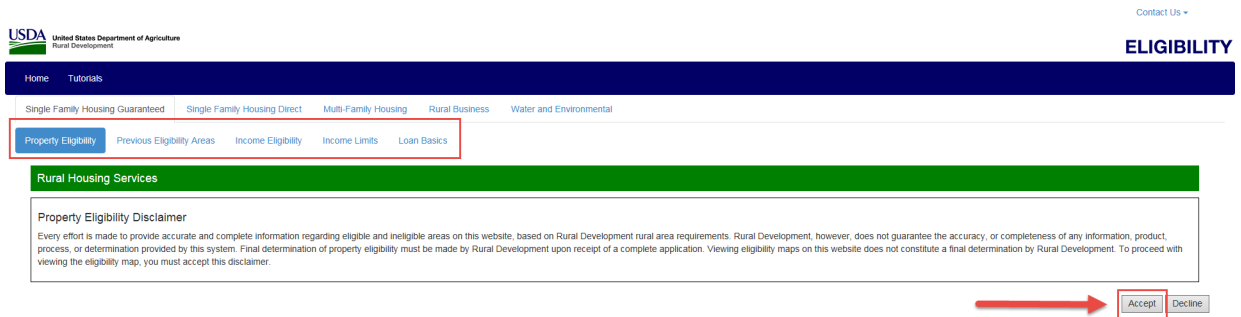 Contact Us
USDA United States Department of Agriculture
Rural Development
ELIGIBILITY
Home Tutorials
Single Family Housing Guaranteed Single Family Housing Direct Multi-Family Housing Rural Business Water and Environmental
Property Eligibility Previous Eligibility Areas Income Eligibility Income Limits Loan Basics
Rural Housing Services
Property Eligibility Disclaimer
Every effort is made to provide accurate and complete information regarding eligible and ineligible areas on this website, based on Rural Development rural area requirements. Rural Development, however, does not guarantee the accuracy, or completeness of any information, product,
process, or determination provided by this system. Final determination of property eligibility must be made by Rural Development upon receipt of a complete application. Viewing eligibility maps on this website does not constitute a final determination by Rural Development. To proceed with
viewing the eligibility map, you must accept this disclaimer.
Accept Decline